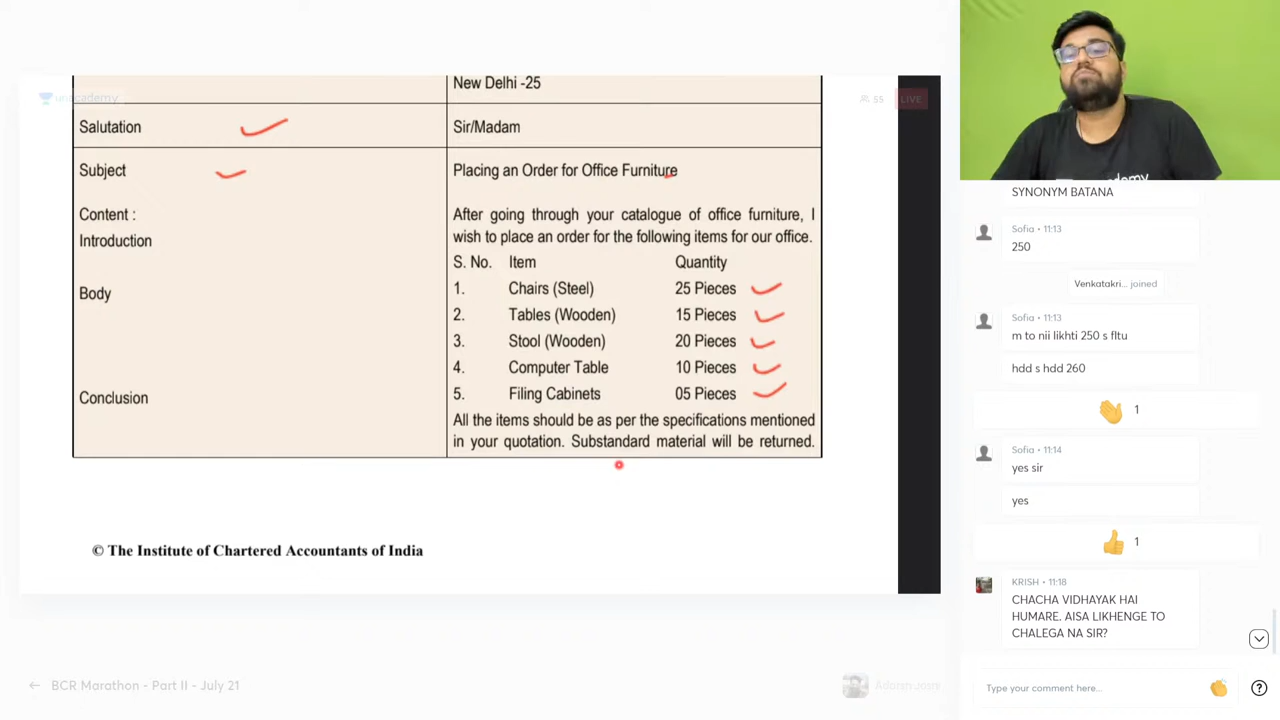 New Delhi -25
unacademy
55
LIVE
Salutation
Sir/Madam
Subject
Placing an Order for Office Furniture
Content :
After going through your catalogue of office furniture, I
Introduction
wish to place an order for the following items for our office.
S. No. Item Quantity
1. Chairs (Steel) 25 Pieces
Body
2. Tables (Wooden) 15 Pieces
3. Stool (Wooden) 20 Pieces
4. Computer Table 10 Pieces
5. Filing Cabinets 05 Pieces
Conclusion
All the items should be as per the specifications mentioned
in your quotation. Substandard material will be returned.
© The Institute of Chartered Accountants of India
BCR Marathon - Part II - July 21
SYNONYM BATANA
Sofia • 11:13
250
Venkatakri... joined
Sofia • 11:13
m to nii likhti 250 s fltu
hdd s hdd 260
1
Sofia • 11:14
yes sir
yes
1
KRISH • 11:18
CHACHA VIDHAYAK HAI
HUMARE. AISA LIKHENGE TO
CHALEGA NA SIR?
Type your comment here...
?